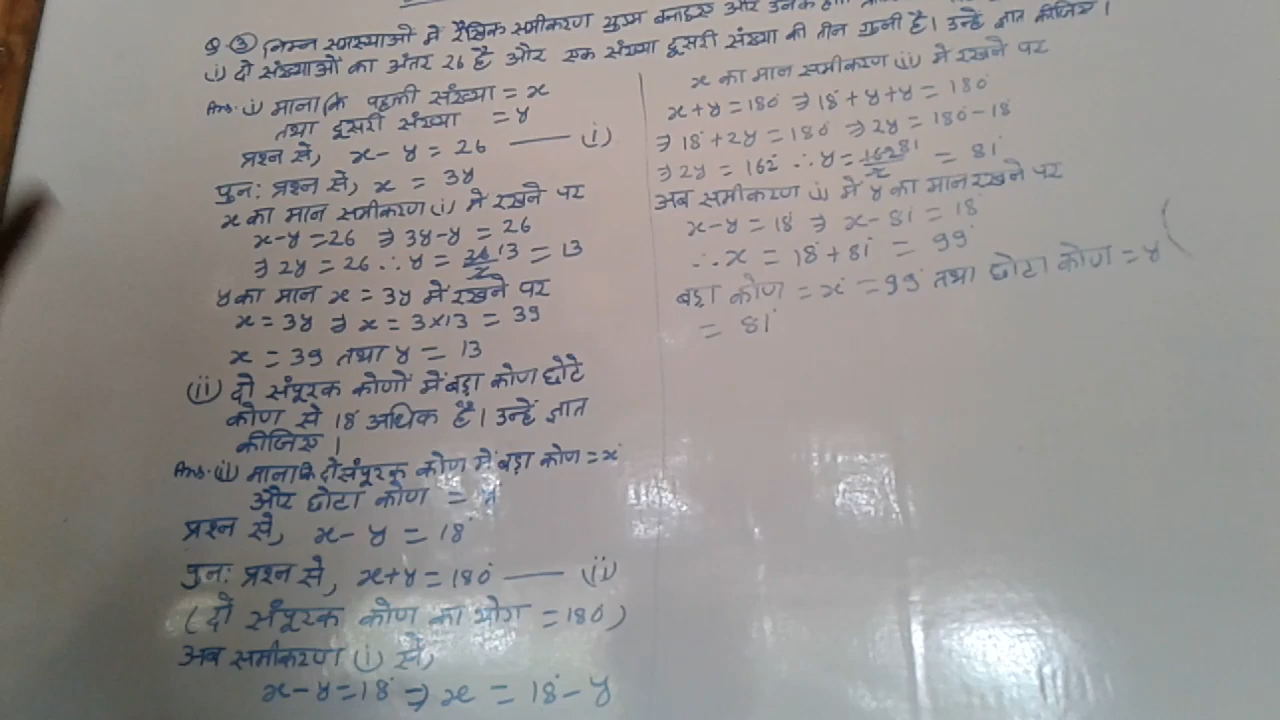 Q. ③ निम्न समस्याओं में रैखिक समीकरण युग्म बनाइए और उनके
(i) दो संख्याओं का अंतर 26 है और एक संख्या दूसरी संख्या की तीन गुनी है। उन्हें ज्ञात कीजिए।
Ans. (i) माना कि पहली संख्या = x
तथा दूसरी संख्या = y
प्रश्न से, x - y = 26 —— (i)
पुनः प्रश्न से, x = 3y
x का मान समीकरण (i) में रखने पर
x-y = 26 ⇒ 3y-y = 26
⇒ 2y = 26 ∴ y = 26 13/2 = 13
y का मान x = 3y में रखने पर
x = 3y ⇒ x = 3×13 = 39
x = 39 तथा y = 13
(ii) दो संपूरक कोणों में बड़ा कोण छोटे
कोण से 18° अधिक है। उन्हें ज्ञात
कीजिए।
Ans. (ii) माना कि दो संपूरक कोण में बड़ा कोण = x°
और छोटा कोण = y
प्रश्न से, x - y = 18°
पुनः प्रश्न से, x+y = 180° —— (ii)
(दो संपूरक कोण का योग = 180°)
अब समीकरण (i) से,
x-y = 18° ⇒ x = 18° - y
x का मान समीकरण (ii) में रखने पर
x+y = 180° ⇒ 18° + y + y = 180°
⇒ 18° + 2y = 180° ⇒ 2y = 180° - 18°
⇒ 2y = 162° ∴ y = 162° 81/2 = 81°
अब समीकरण (i) में y का मान रखने पर
x-y = 18° ⇒ x - 81° = 18°
∴ x = 18° + 81° = 99°
बड़ा कोण = x° = 99° तथा छोटा कोण = y
= 81°